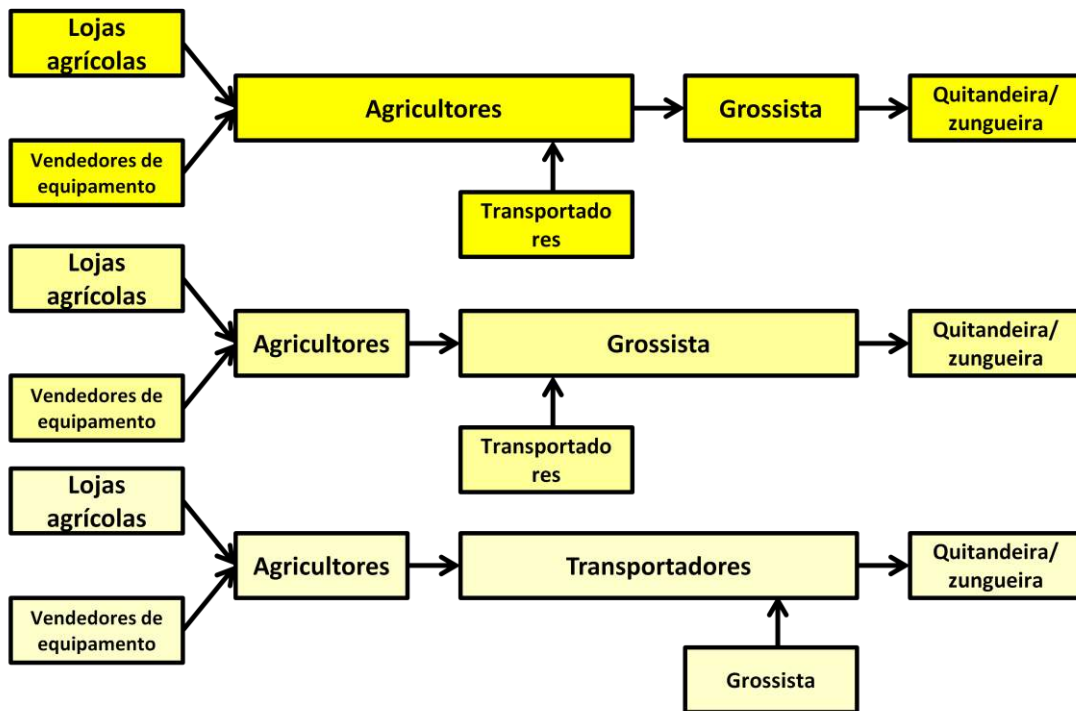 Lojas
agrícolas
Agricultores
Grossista
Quitandeira/
zungueira
Vendedores de
equipamento
Transportado
res
Lojas
agrícolas
Agricultores
Grossista
Quitandeira/
zungueira
Vendedores de
equipamento
Transportado
res
Lojas
agrícolas
Agricultores
Transportadores
Quitandeira/
zungueira
Vendedores de
equipamento
Grossista